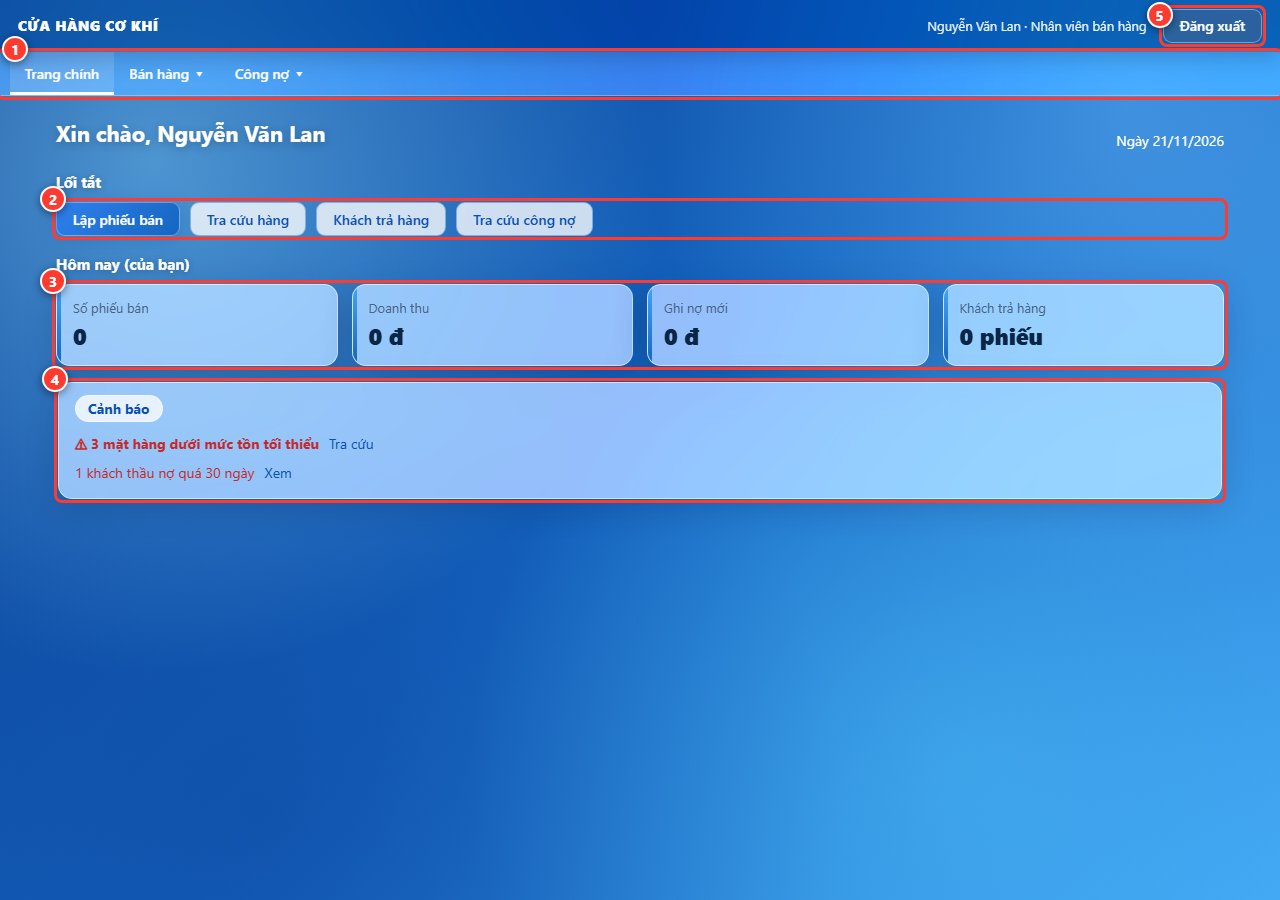 CỬA HÀNG CƠ KHÍ
Nguyễn Văn Lan · Nhân viên bán hàng
5
Đăng xuất
1
Trang chính
Bán hàng ▼
Công nợ ▼
Xin chào, Nguyễn Văn Lan
Ngày 21/11/2026
Lối tắt
2
Lập phiếu bán
Tra cứu hàng
Khách trả hàng
Tra cứu công nợ
Hôm nay (của bạn)
3
Số phiếu bán
0
Doanh thu
0 đ
Ghi nợ mới
0 đ
Khách trả hàng
0 phiếu
4
Cảnh báo
⚠ 3 mặt hàng dưới mức tồn tối thiểu Tra cứu
1 khách thầu nợ quá 30 ngày Xem